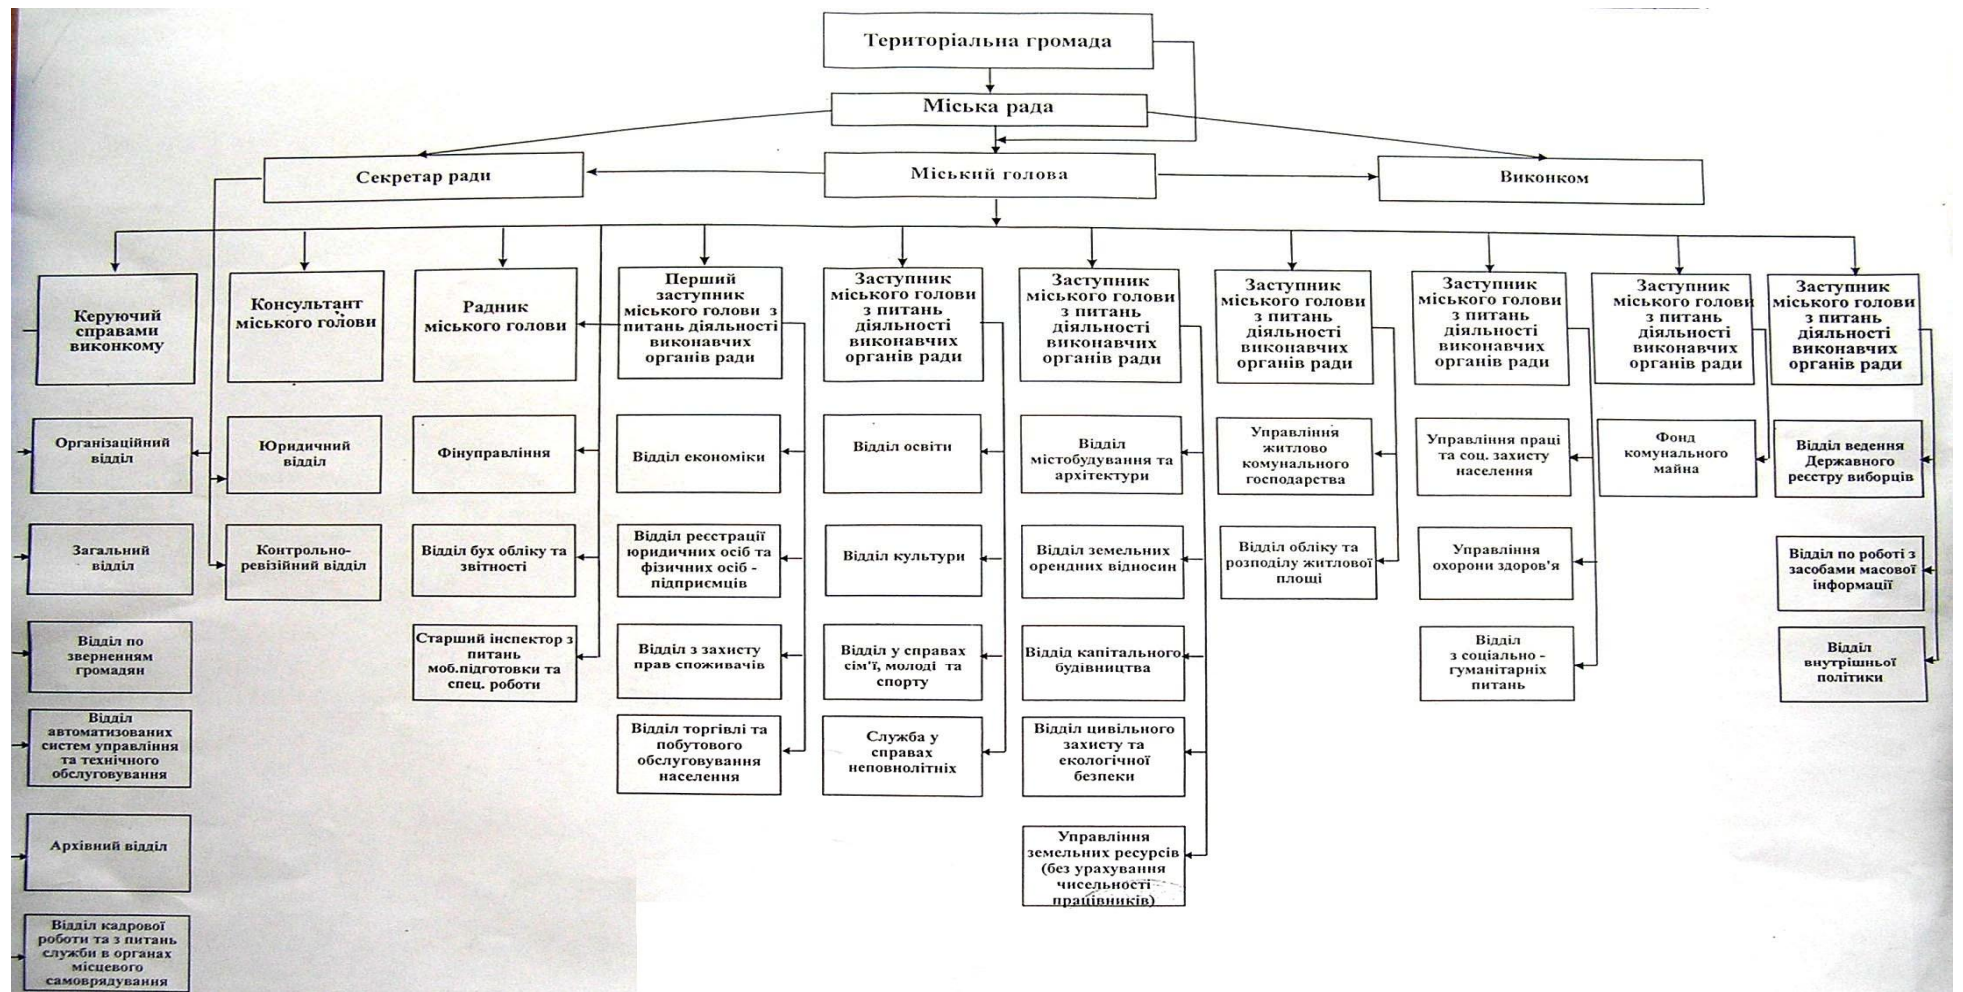 Територіальна громада
Міська рада
Секретар ради
Міський голова
Виконком
Керуючий
справами
виконкому
Консультант
міського голови
Радник
міського голови
Перший
заступник
міського голови з
питань діяльності
виконавчих
органів ради
Заступник
міського голови
з питань
діяльності
виконавчих
органів ради
Заступник
міського голови
з питань
діяльності
виконавчих
органів ради
Заступник
міського голови
з питань
діяльності
виконавчих
органів ради
Заступник
міського голови
з питань
діяльності
виконавчих
органів ради
Заступник
міського голови
з питань
діяльності
виконавчих
органів ради
Заступник
міського голови
з питань
діяльності
виконавчих
органів ради
Організаційний
відділ
Юридичний
відділ
Фінуправління
Відділ економіки
Відділ освіти
Відділ
містобудування та
архітектури
Управління
житлово
комунального
господарства
Управління праці
та соц. захисту
населення
Фонд
комунального
майна
Відділ ведення
Державного
реєстру виборців
Загальний
відділ
Контрольно-
ревізійний відділ
Відділ бух обліку та
звітності
Відділ реєстрації
юридичних осіб та
фізичних осіб -
підприємців
Відділ культури
Відділ земельних
орендних відносин
Відділ обліку та
розподілу житлової
площі
Управління
охорони здоров'я
Відділ по роботі з
засобами масової
інформації
Відділ по
зверненням
громадян
Старший інспектор з
питань
моб.підготовки та
спец. роботи
Відділ з захисту
прав споживачів
Відділ у справах
сім'ї, молоді та
спорту
Віддід капітального
будівництва
Відділ
з соціально -
гуманітарніх
питань
Відділ
внутрішньої
політики
Відділ
автоматизованих
систем управління
та технічного
обслуговування
Відділ торгівлі та
побутового
обслуговування
населення
Служба у
справах
неповнолітніх
Відділ цивільного
захисту та
екологічної
безпеки
Архівний відділ
Управління
земельних ресурсів
(без урахування
чисельності
працівників)
Відділ кадрової
роботи та з питань
служби в органах
місцевого
самоврядування